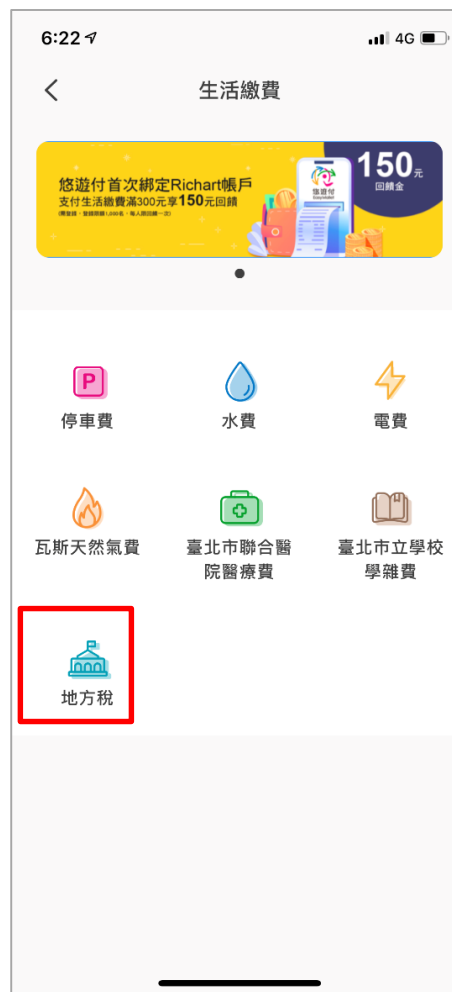 6:22
4G
生活繳費
悠遊付首次綁定Richart帳戶
支付生活繳費滿300元享150元回饋
150元
回饋金
悠遊付
P
停車費
水費
電費
瓦斯天然氣費
臺北市聯合醫
院醫療費
臺北市立學校
學雜費
地方稅